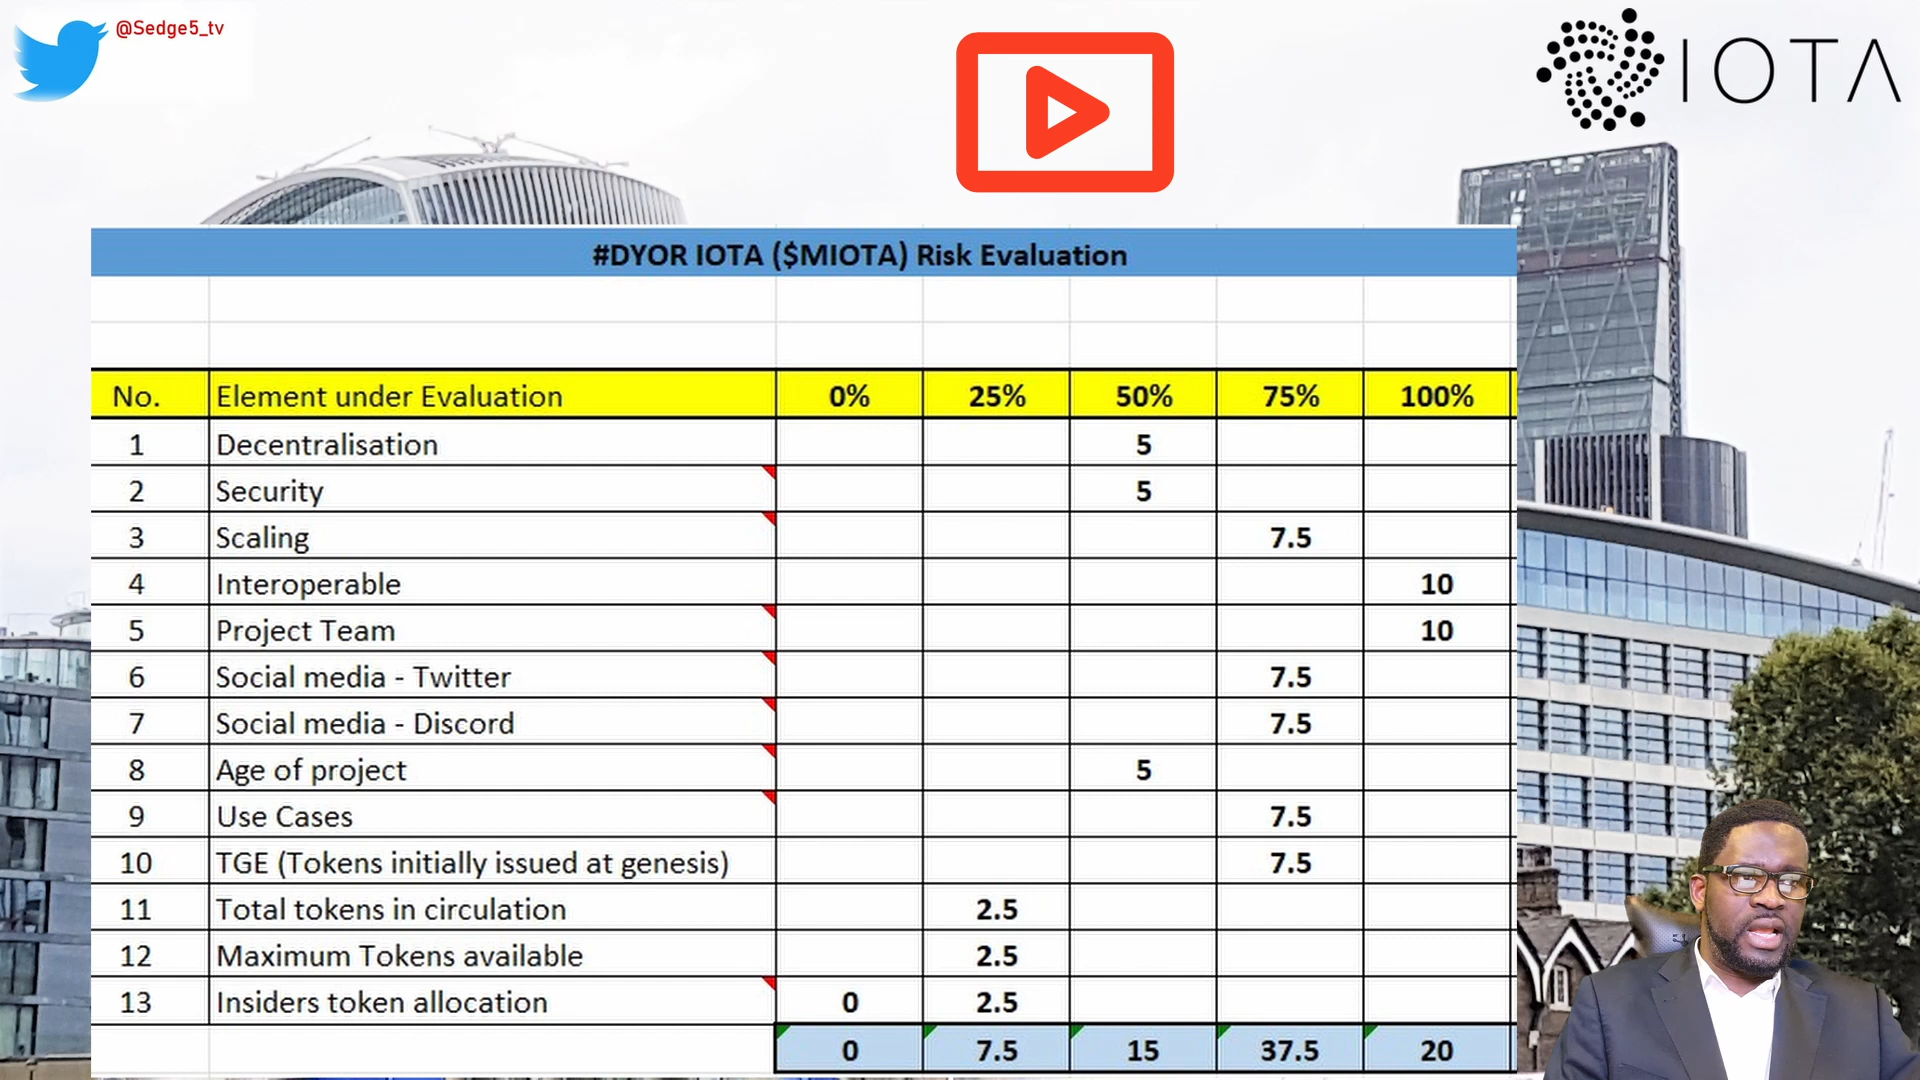 @Sedge5_tv
IOTA
#DYOR IOTA ($MIOTA) Risk Evaluation
No. Element under Evaluation 0% 25% 50% 75% 100%
1 Decentralisation 5
2 Security 5
3 Scaling 7.5
4 Interoperable 10
5 Project Team 10
6 Social media - Twitter 7.5
7 Social media - Discord 7.5
8 Age of project 5
9 Use Cases 7.5
10 TGE (Tokens initially issued at genesis) 7.5
11 Total tokens in circulation 2.5
12 Maximum Tokens available 2.5
13 Insiders token allocation 0 2.5
0 7.5 15 37.5 20